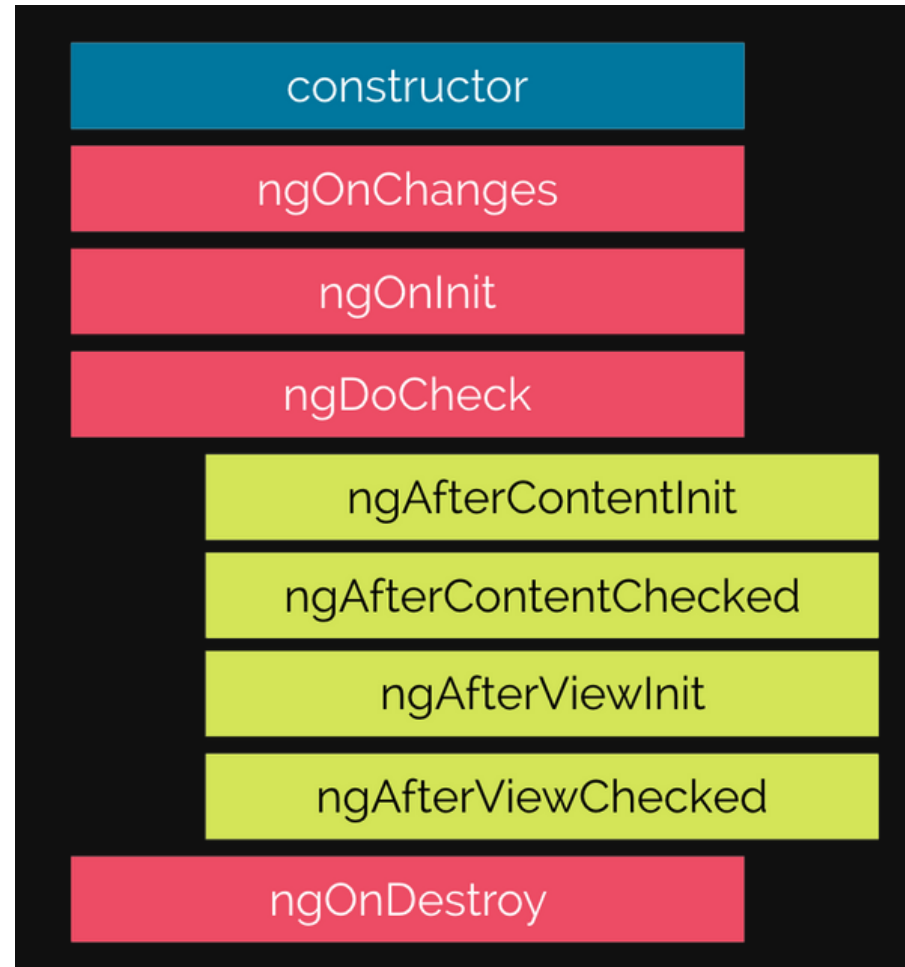 constructor
ngOnChanges
ngOnInit
ngDoCheck
ngAfterContentInit
ngAfterContentChecked
ngAfterViewInit
ngAfterViewChecked
ngOnDestroy